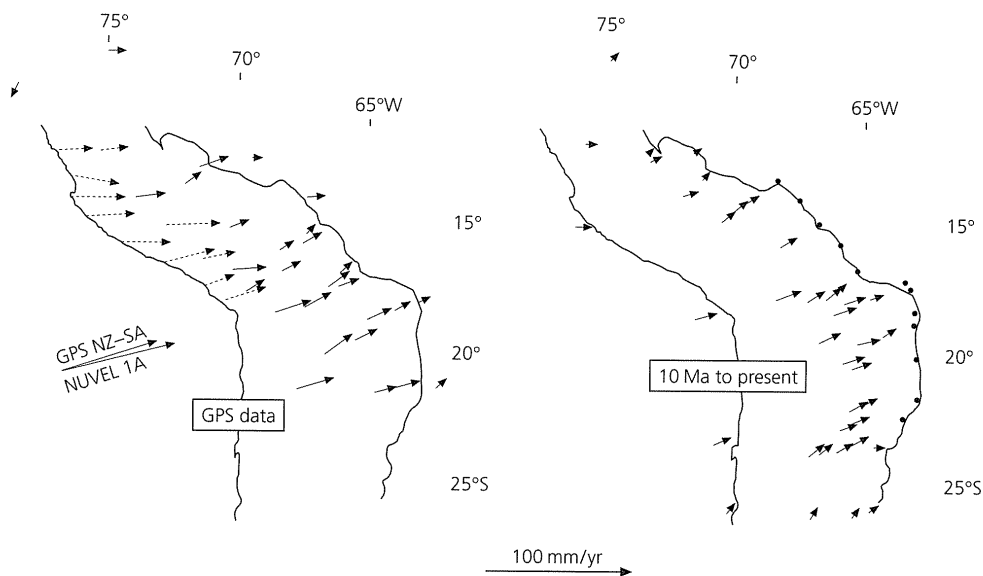 75°
70°
65°W
15°
GPS NZ–SA
NUVEL 1A
20°
GPS data
25°S
75°
70°
65°W
15°
20°
10 Ma to present
25°S
100 mm/yr